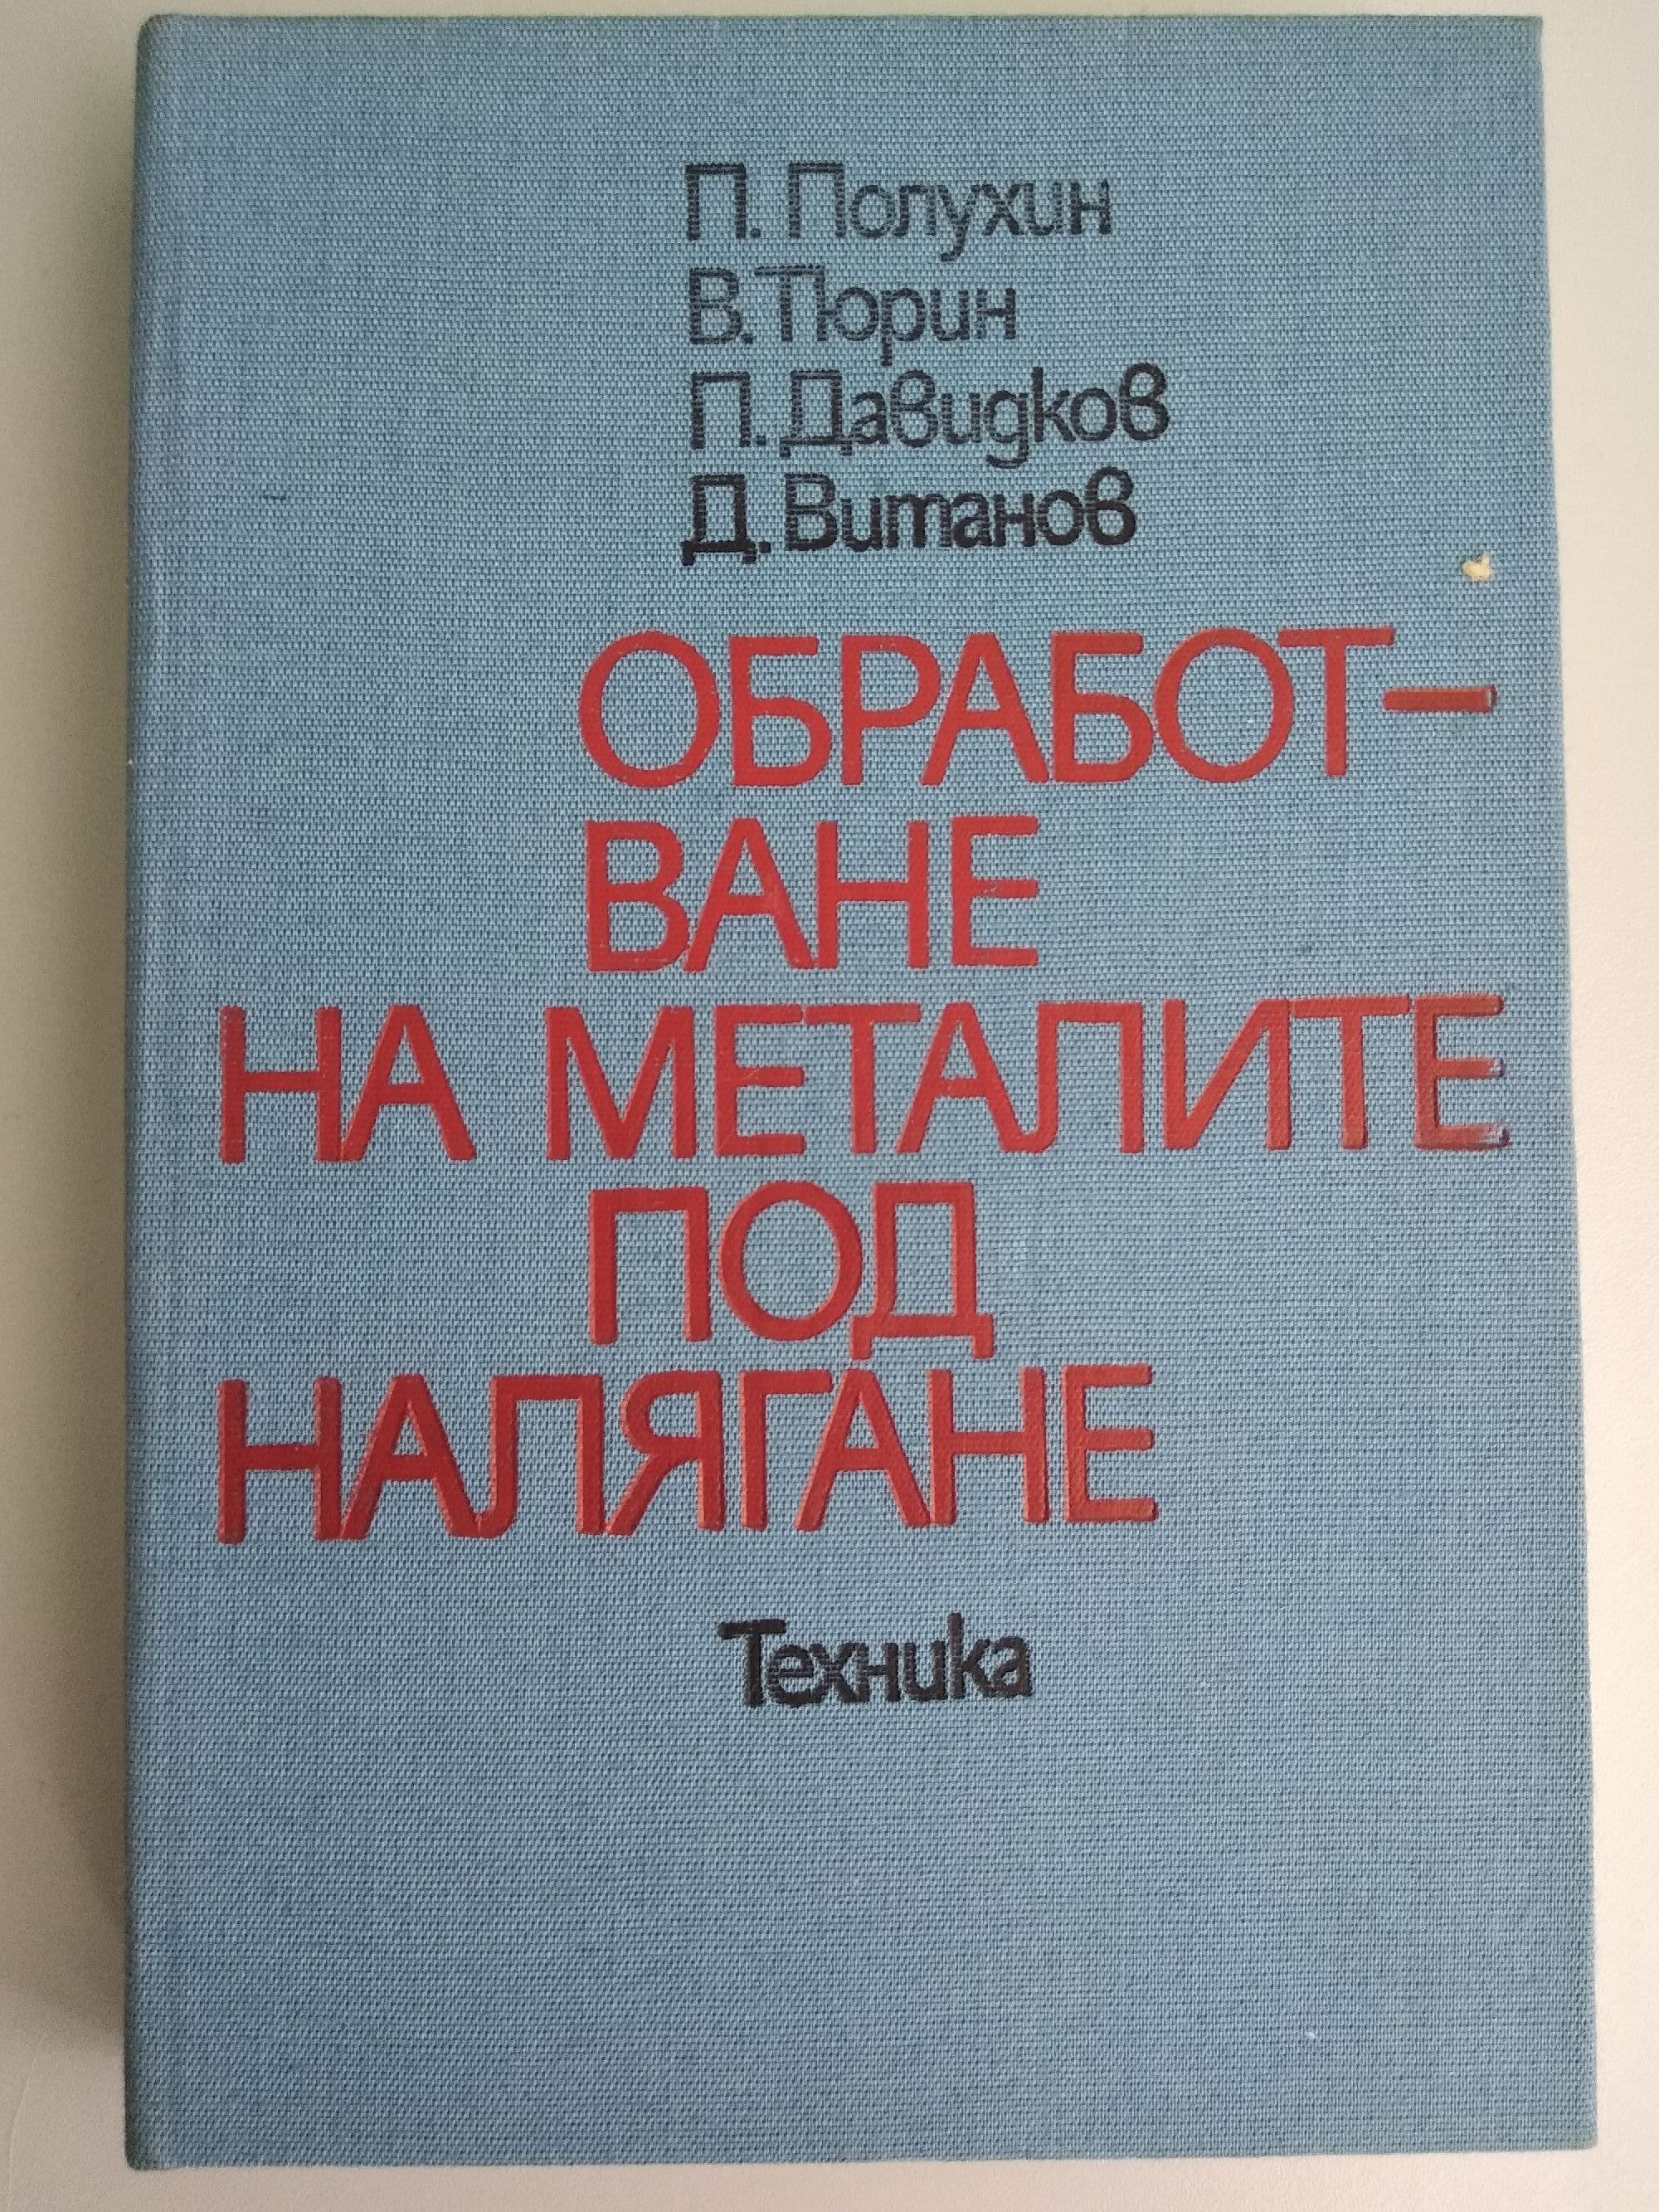 П. Полухин
В. Тюрин
П. Давидков
Д. Витанов
ОБРАБОТ-
ВАНЕ
НА МЕТАЛИТЕ
ПОД
НАЛЯГАНЕ
Техника